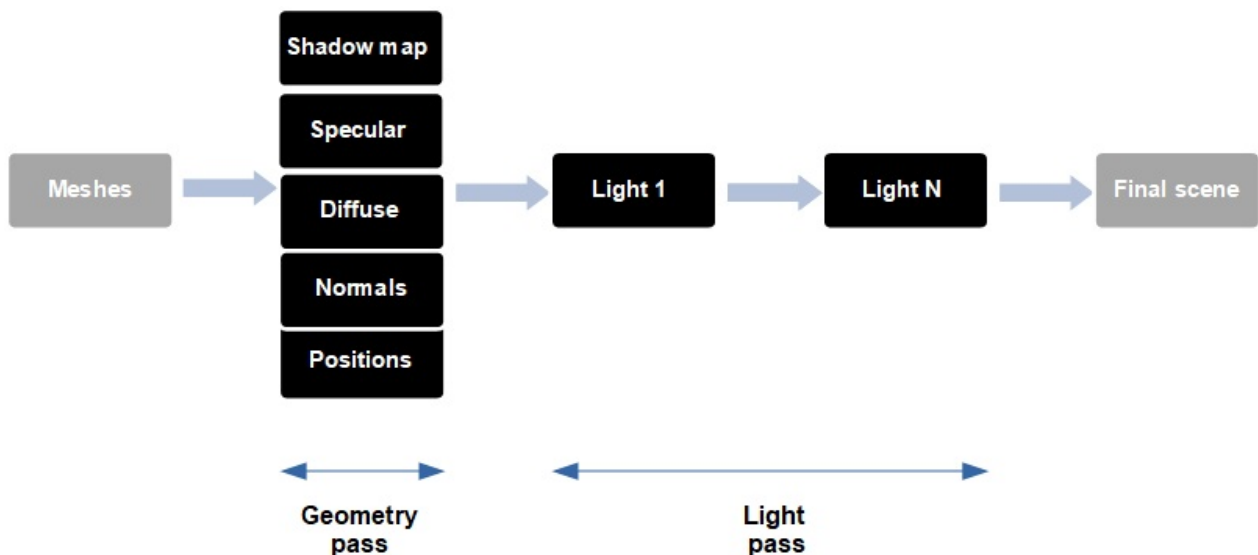 Shadow map
Specular
Meshes
Diffuse
Light 1
Light N
Final scene
Normals
Positions
Geometry
pass
Light
pass